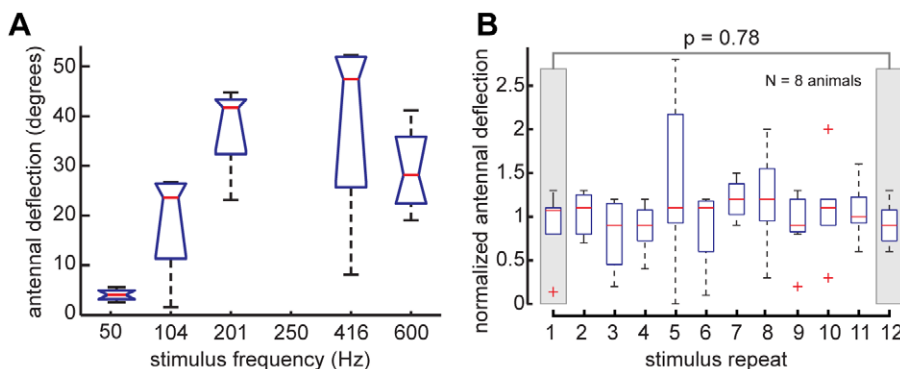 A
antennal deflection (degrees)
50
40
30
20
10
0
50 104 201 250 416 600
stimulus frequency (Hz)
B
p = 0.78
N = 8 animals
normalized antennal deflection
2.5
2
1.5
1
0.5
0
1 2 3 4 5 6 7 8 9 10 11 12
stimulus repeat